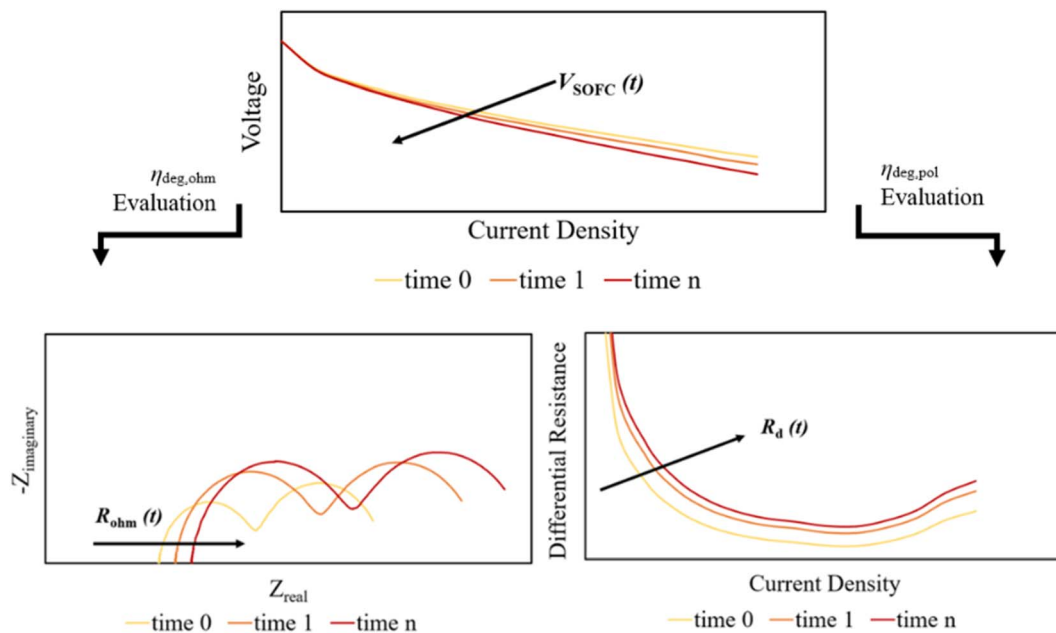 Voltage
V_SOFC (t)
Current Density
η_deg,ohm
Evaluation
η_deg,pol
Evaluation
time 0 time 1 time n
-Z_imaginary
R_ohm (t)
Z_real
time 0 time 1 time n
Differential Resistance
R_d (t)
Current Density
time 0 time 1 time n